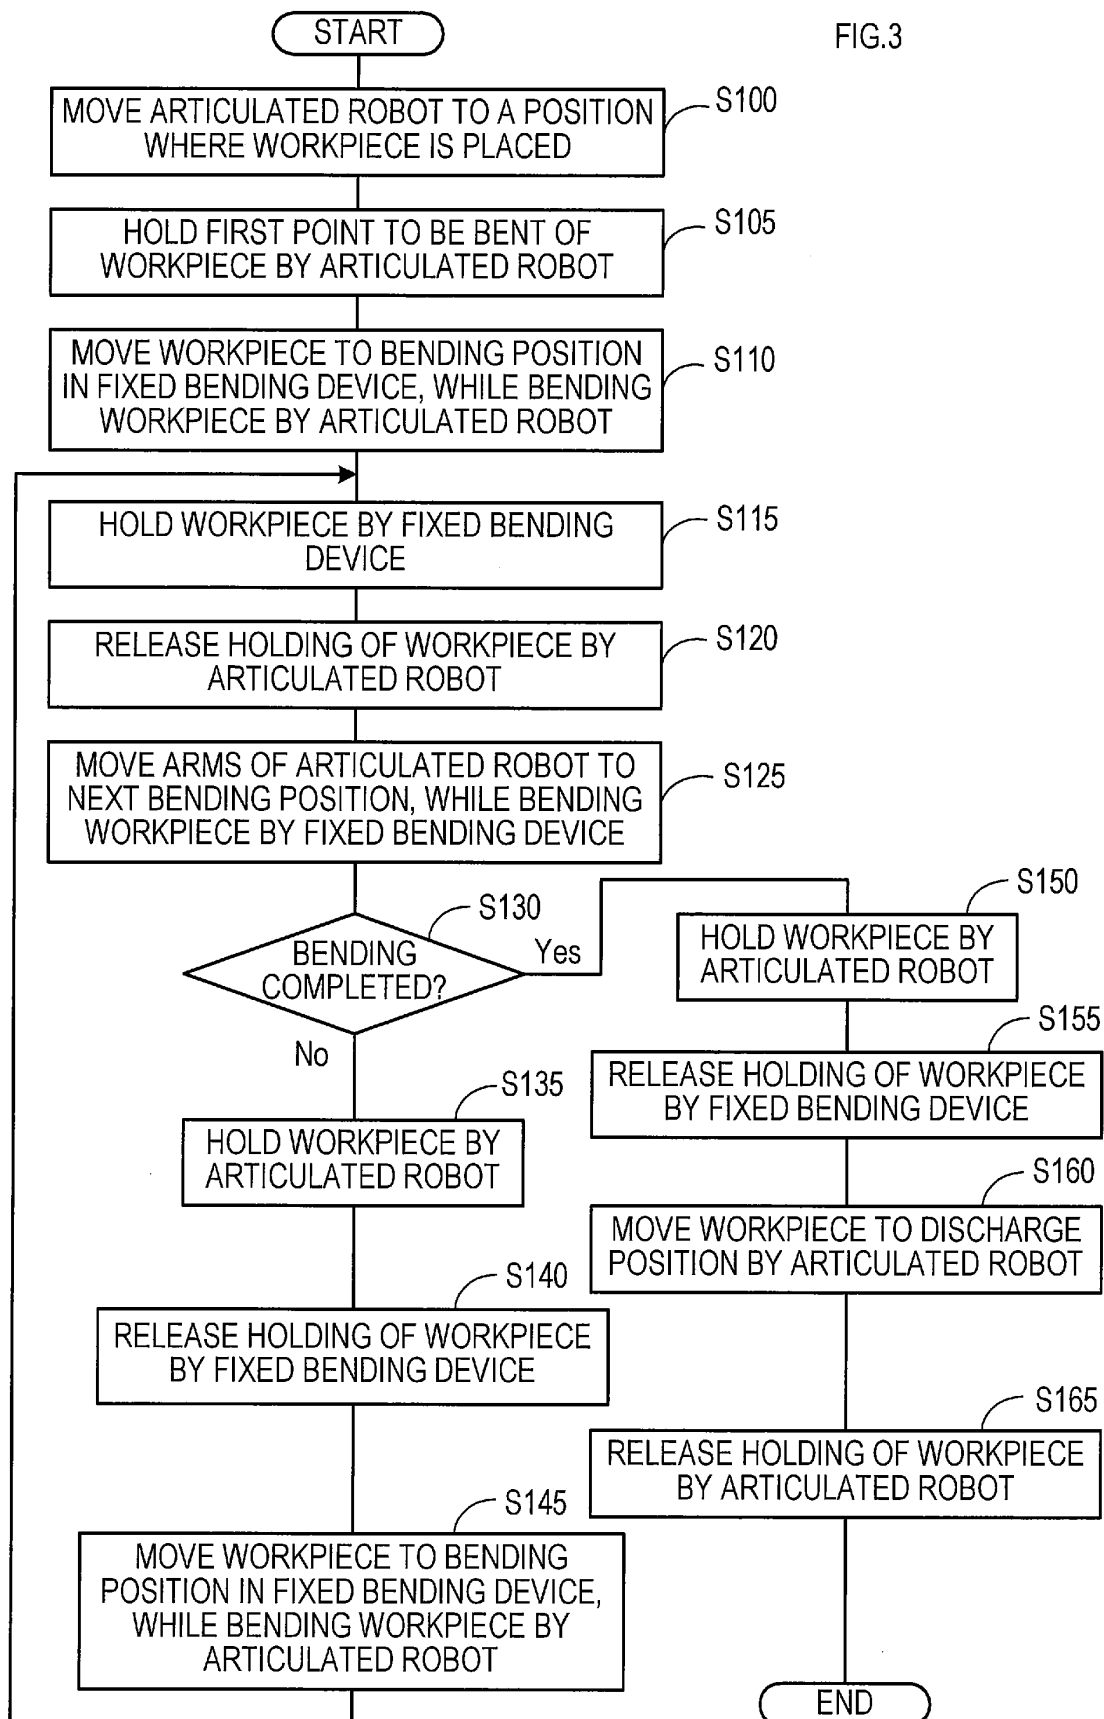 START
FIG.3
MOVE ARTICULATED ROBOT TO A POSITION
WHERE WORKPIECE IS PLACED
S100
HOLD FIRST POINT TO BE BENT OF
WORKPIECE BY ARTICULATED ROBOT
S105
MOVE WORKPIECE TO BENDING POSITION
IN FIXED BENDING DEVICE, WHILE BENDING
WORKPIECE BY ARTICULATED ROBOT
S110
HOLD WORKPIECE BY FIXED BENDING
DEVICE
S115
RELEASE HOLDING OF WORKPIECE BY
ARTICULATED ROBOT
S120
MOVE ARMS OF ARTICULATED ROBOT TO
NEXT BENDING POSITION, WHILE BENDING
WORKPIECE BY FIXED BENDING DEVICE
S125
S130
BENDING
COMPLETED?
Yes
No
S135
HOLD WORKPIECE BY
ARTICULATED ROBOT
S140
RELEASE HOLDING OF WORKPIECE
BY FIXED BENDING DEVICE
S145
MOVE WORKPIECE TO BENDING
POSITION IN FIXED BENDING DEVICE,
WHILE BENDING WORKPIECE BY
ARTICULATED ROBOT
S150
HOLD WORKPIECE BY
ARTICULATED ROBOT
S155
RELEASE HOLDING OF WORKPIECE
BY FIXED BENDING DEVICE
S160
MOVE WORKPIECE TO DISCHARGE
POSITION BY ARTICULATED ROBOT
S165
RELEASE HOLDING OF WORKPIECE
BY ARTICULATED ROBOT
END